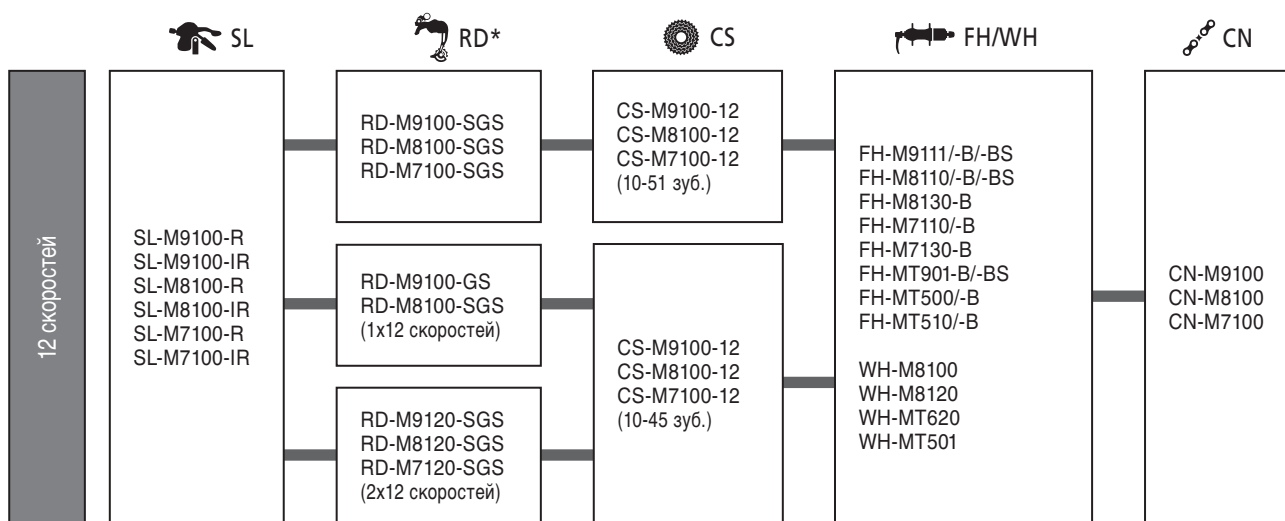 SL
RD*
CS
FH/WH
CN
12 скоростей
SL-M9100-R
SL-M9100-IR
SL-M8100-R
SL-M8100-IR
SL-M7100-R
SL-M7100-IR
RD-M9100-SGS
RD-M8100-SGS
RD-M7100-SGS
RD-M9100-GS
RD-M8100-SGS
(1x12 скоростей)
RD-M9120-SGS
RD-M8120-SGS
RD-M7120-SGS
(2x12 скоростей)
CS-M9100-12
CS-M8100-12
CS-M7100-12
(10-51 зуб.)
CS-M9100-12
CS-M8100-12
CS-M7100-12
(10-45 зуб.)
FH-M9111/-B/-BS
FH-M8110/-B/-BS
FH-M8130-B
FH-M7110/-B
FH-M7130-B
FH-MT901-B/-BS
FH-MT500/-B
FH-MT510/-B
WH-M8100
WH-M8120
WH-MT620
WH-MT501
CN-M9100
CN-M8100
CN-M7100